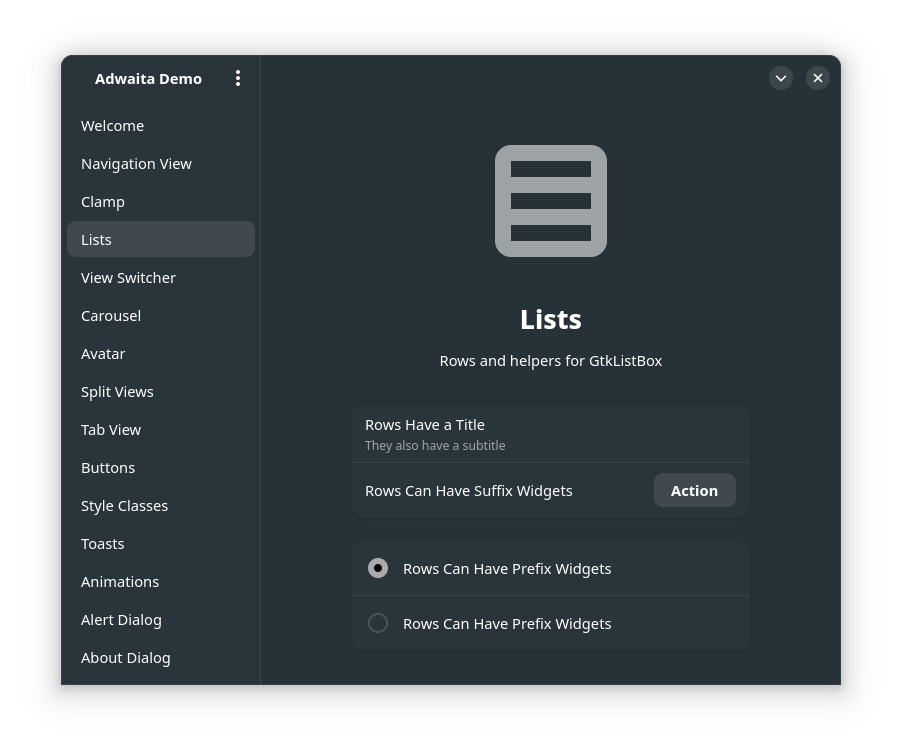 Adwaita Demo
Welcome
Navigation View
Clamp
Lists
View Switcher
Carousel
Avatar
Split Views
Tab View
Buttons
Style Classes
Toasts
Animations
Alert Dialog
About Dialog
Lists
Rows and helpers for GtkListBox
Rows Have a Title
They also have a subtitle
Rows Can Have Suffix Widgets
Action
Rows Can Have Prefix Widgets
Rows Can Have Prefix Widgets